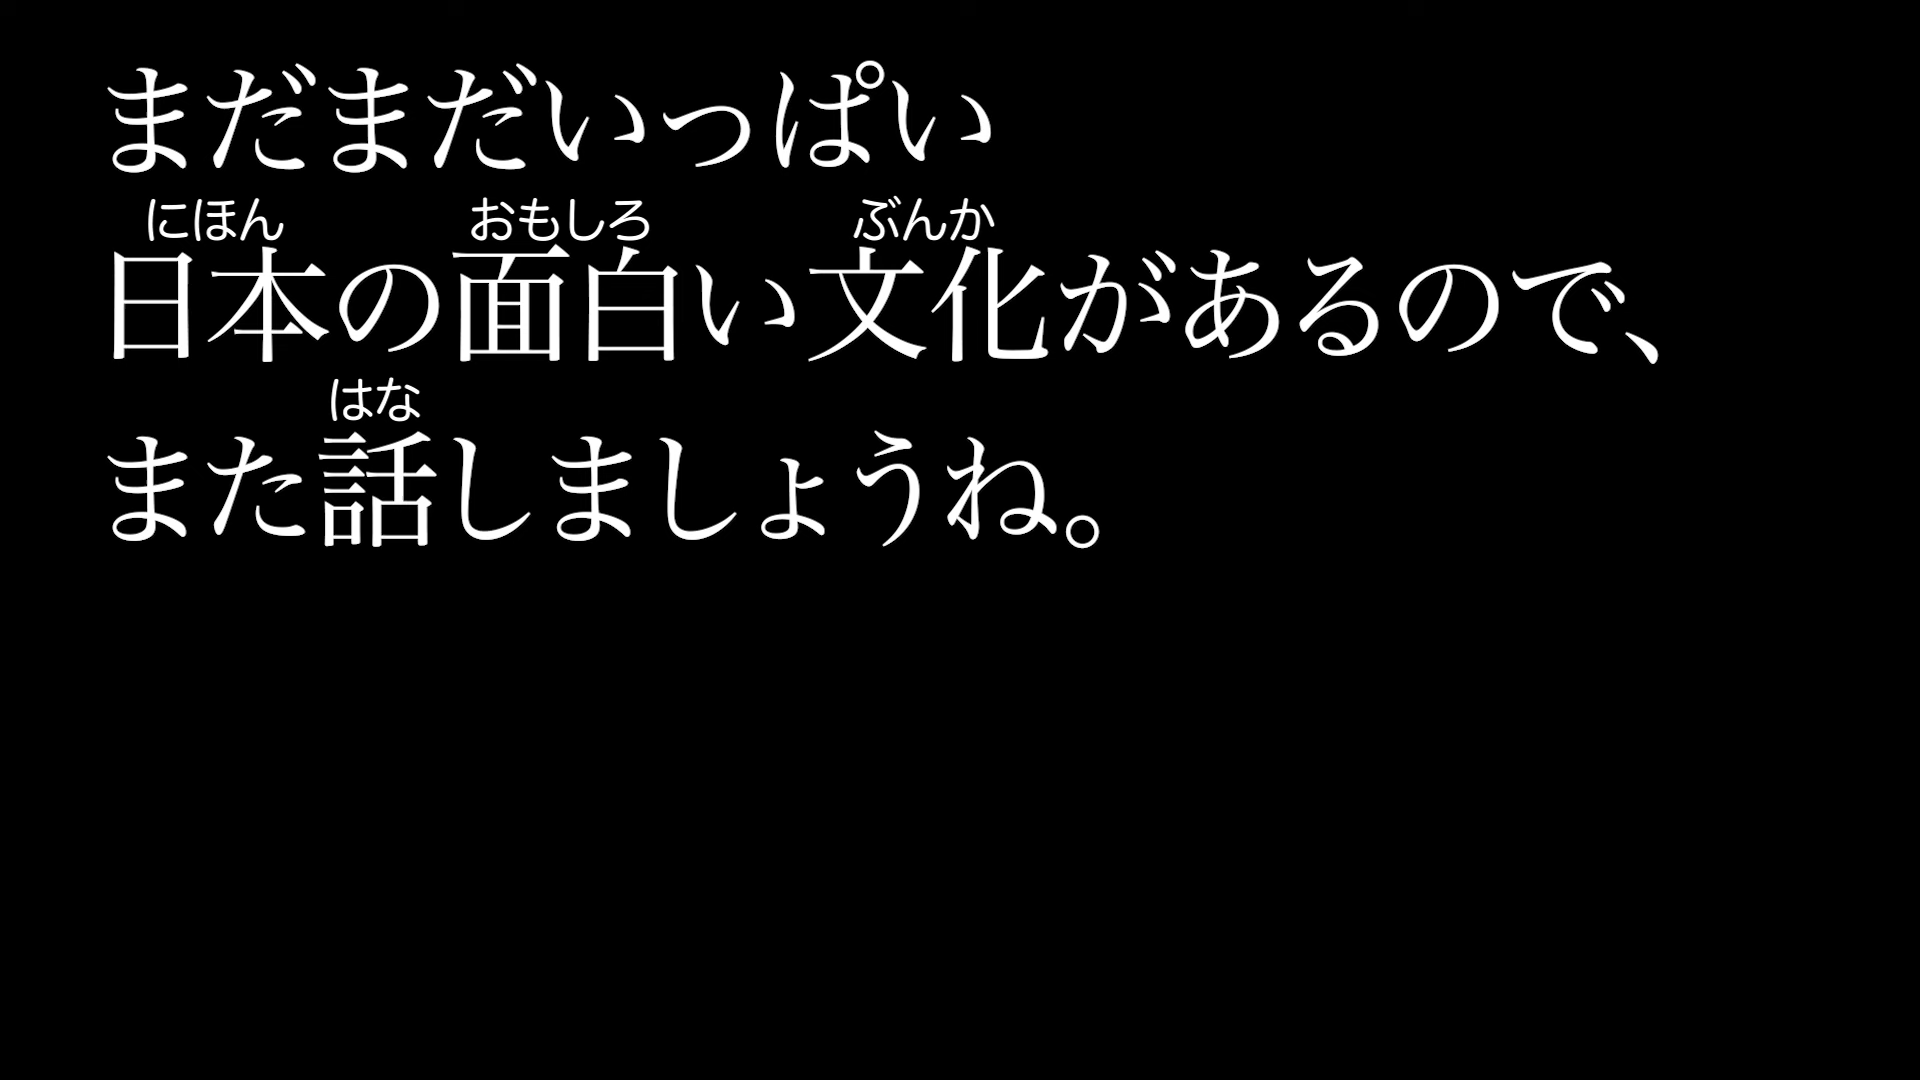 まだまだいっぱい
にほん おもしろ ぶんか
日本の面白い文化があるので、
はな
また話しましょうね。